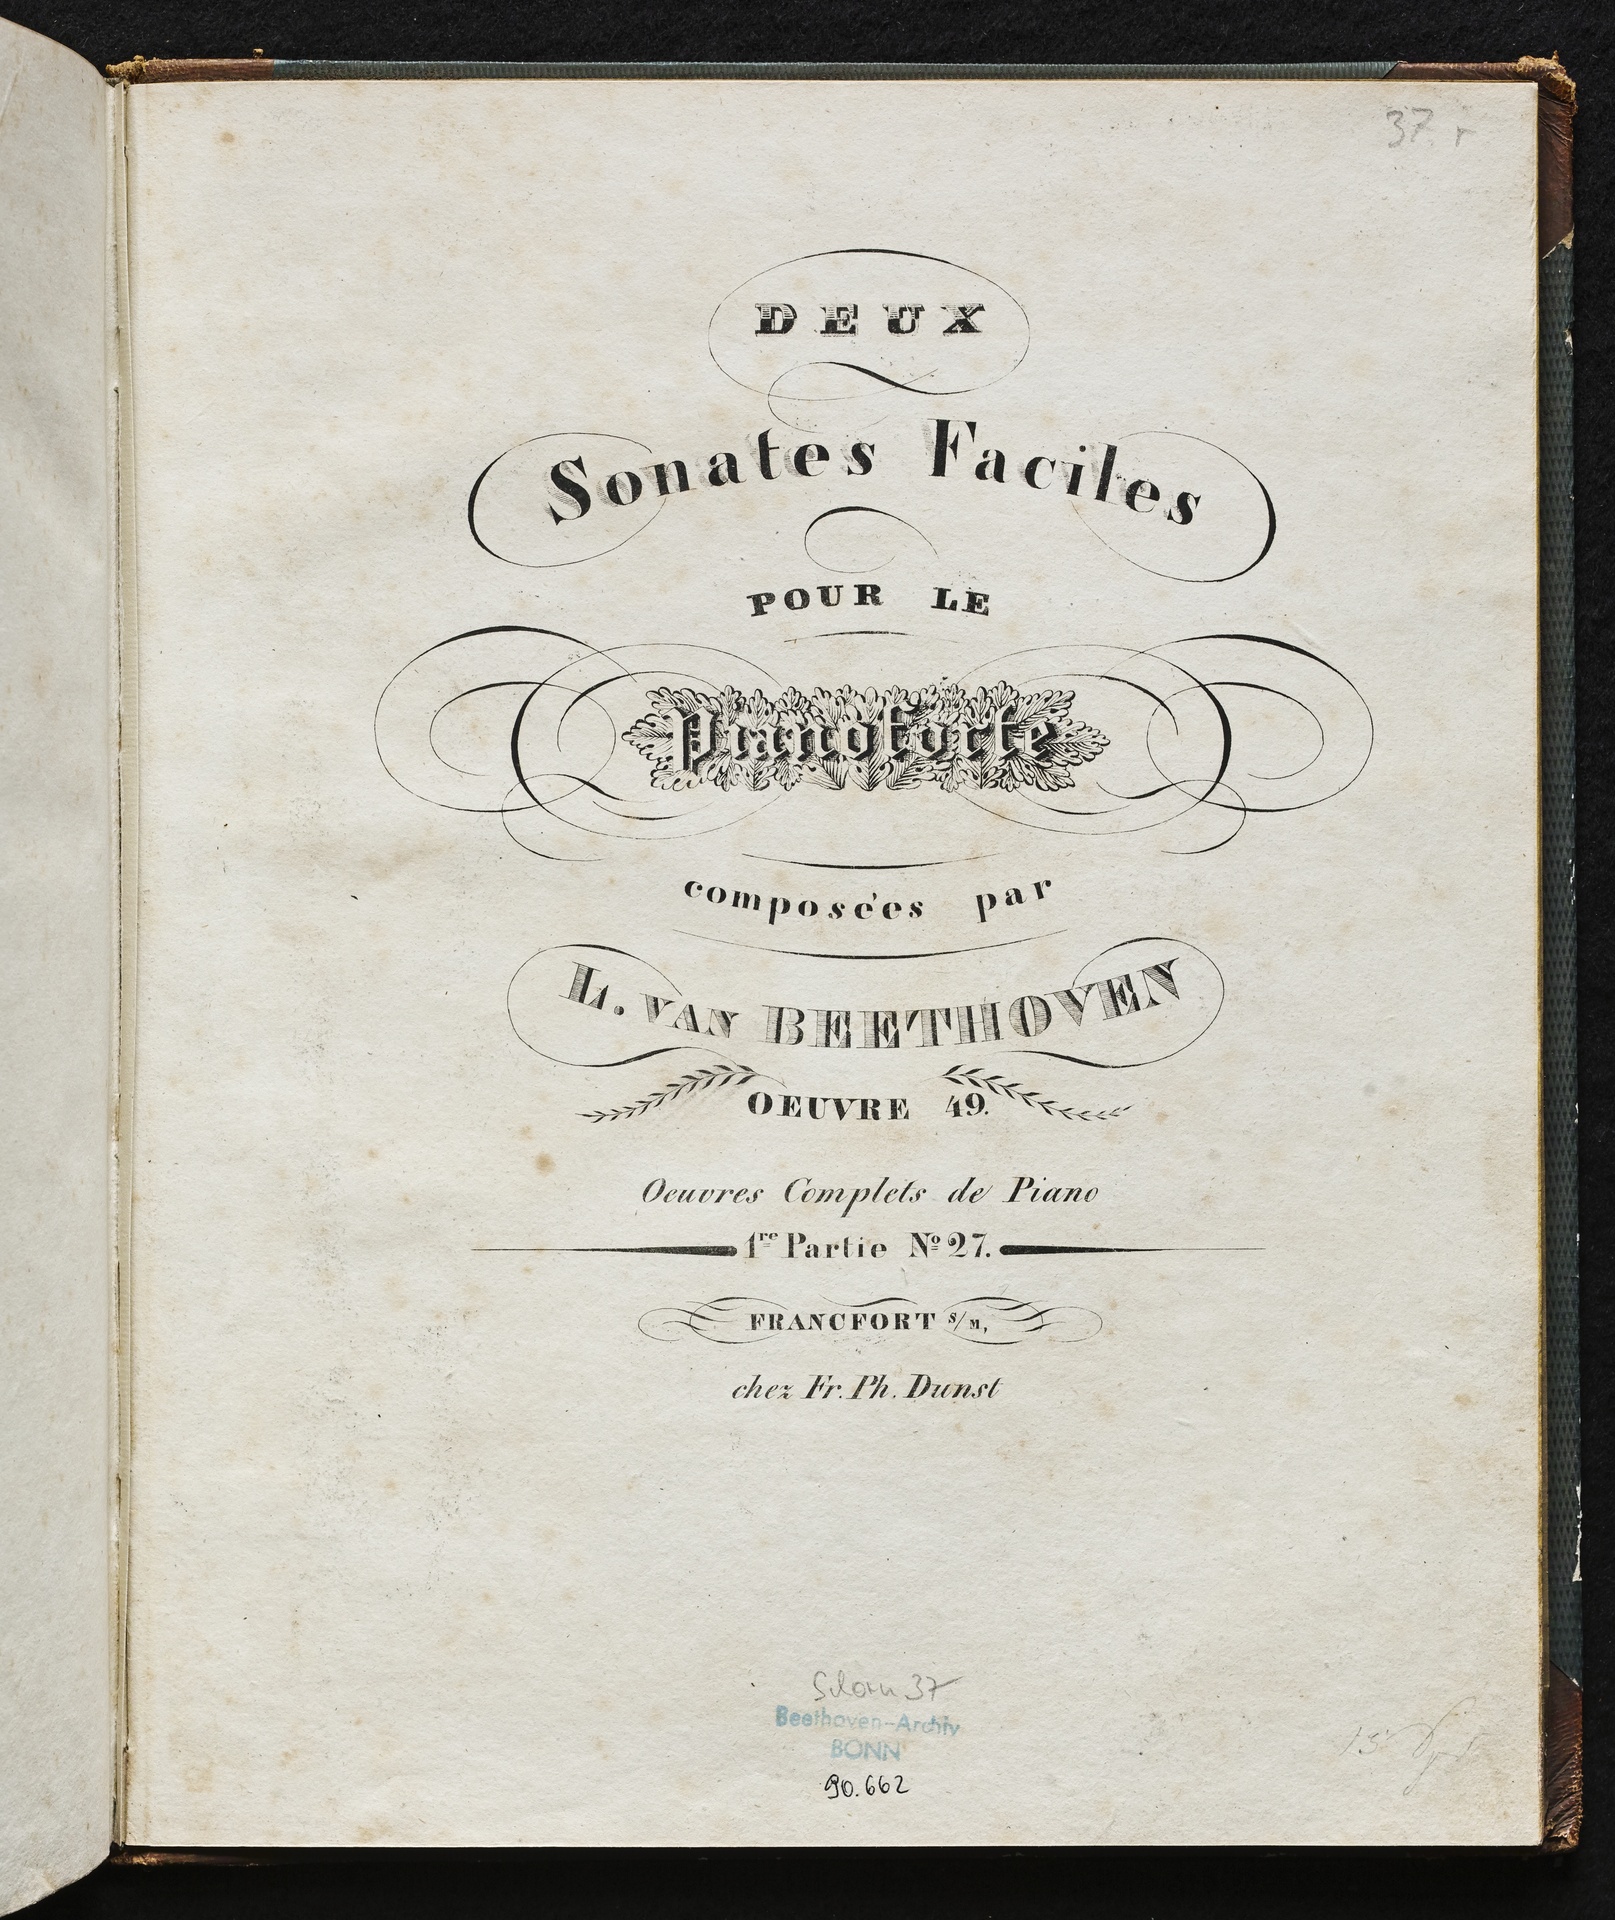 37. r
DEUX
Sonates Faciles
POUR LE
Pianoforte
composées par
L. VAN BEETHOVEN
OEUVRE 49.
Oeuvres Complets de Piano
1re Partie No 27.
FRANCFORT s/M,
chez Fr. Ph. Dunst
37
Beethoven-Archiv
BONN
90.662